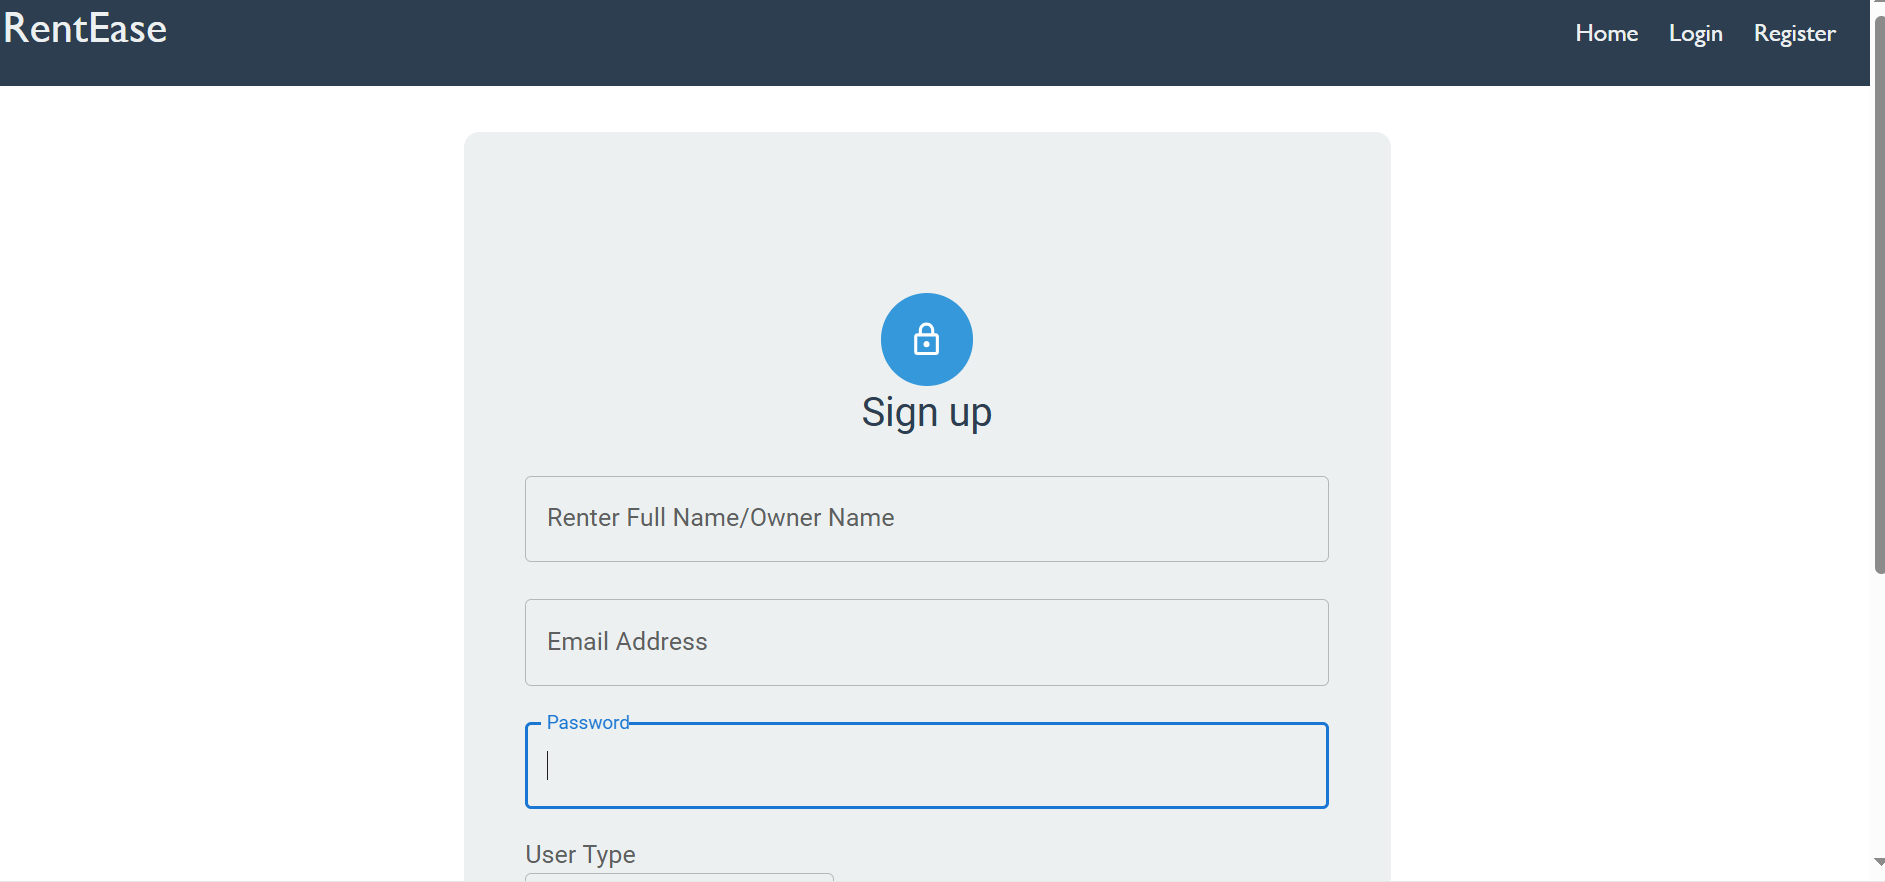 RentEase
Home Login Register
Sign up
Renter Full Name/Owner Name
Email Address
Password
User Type